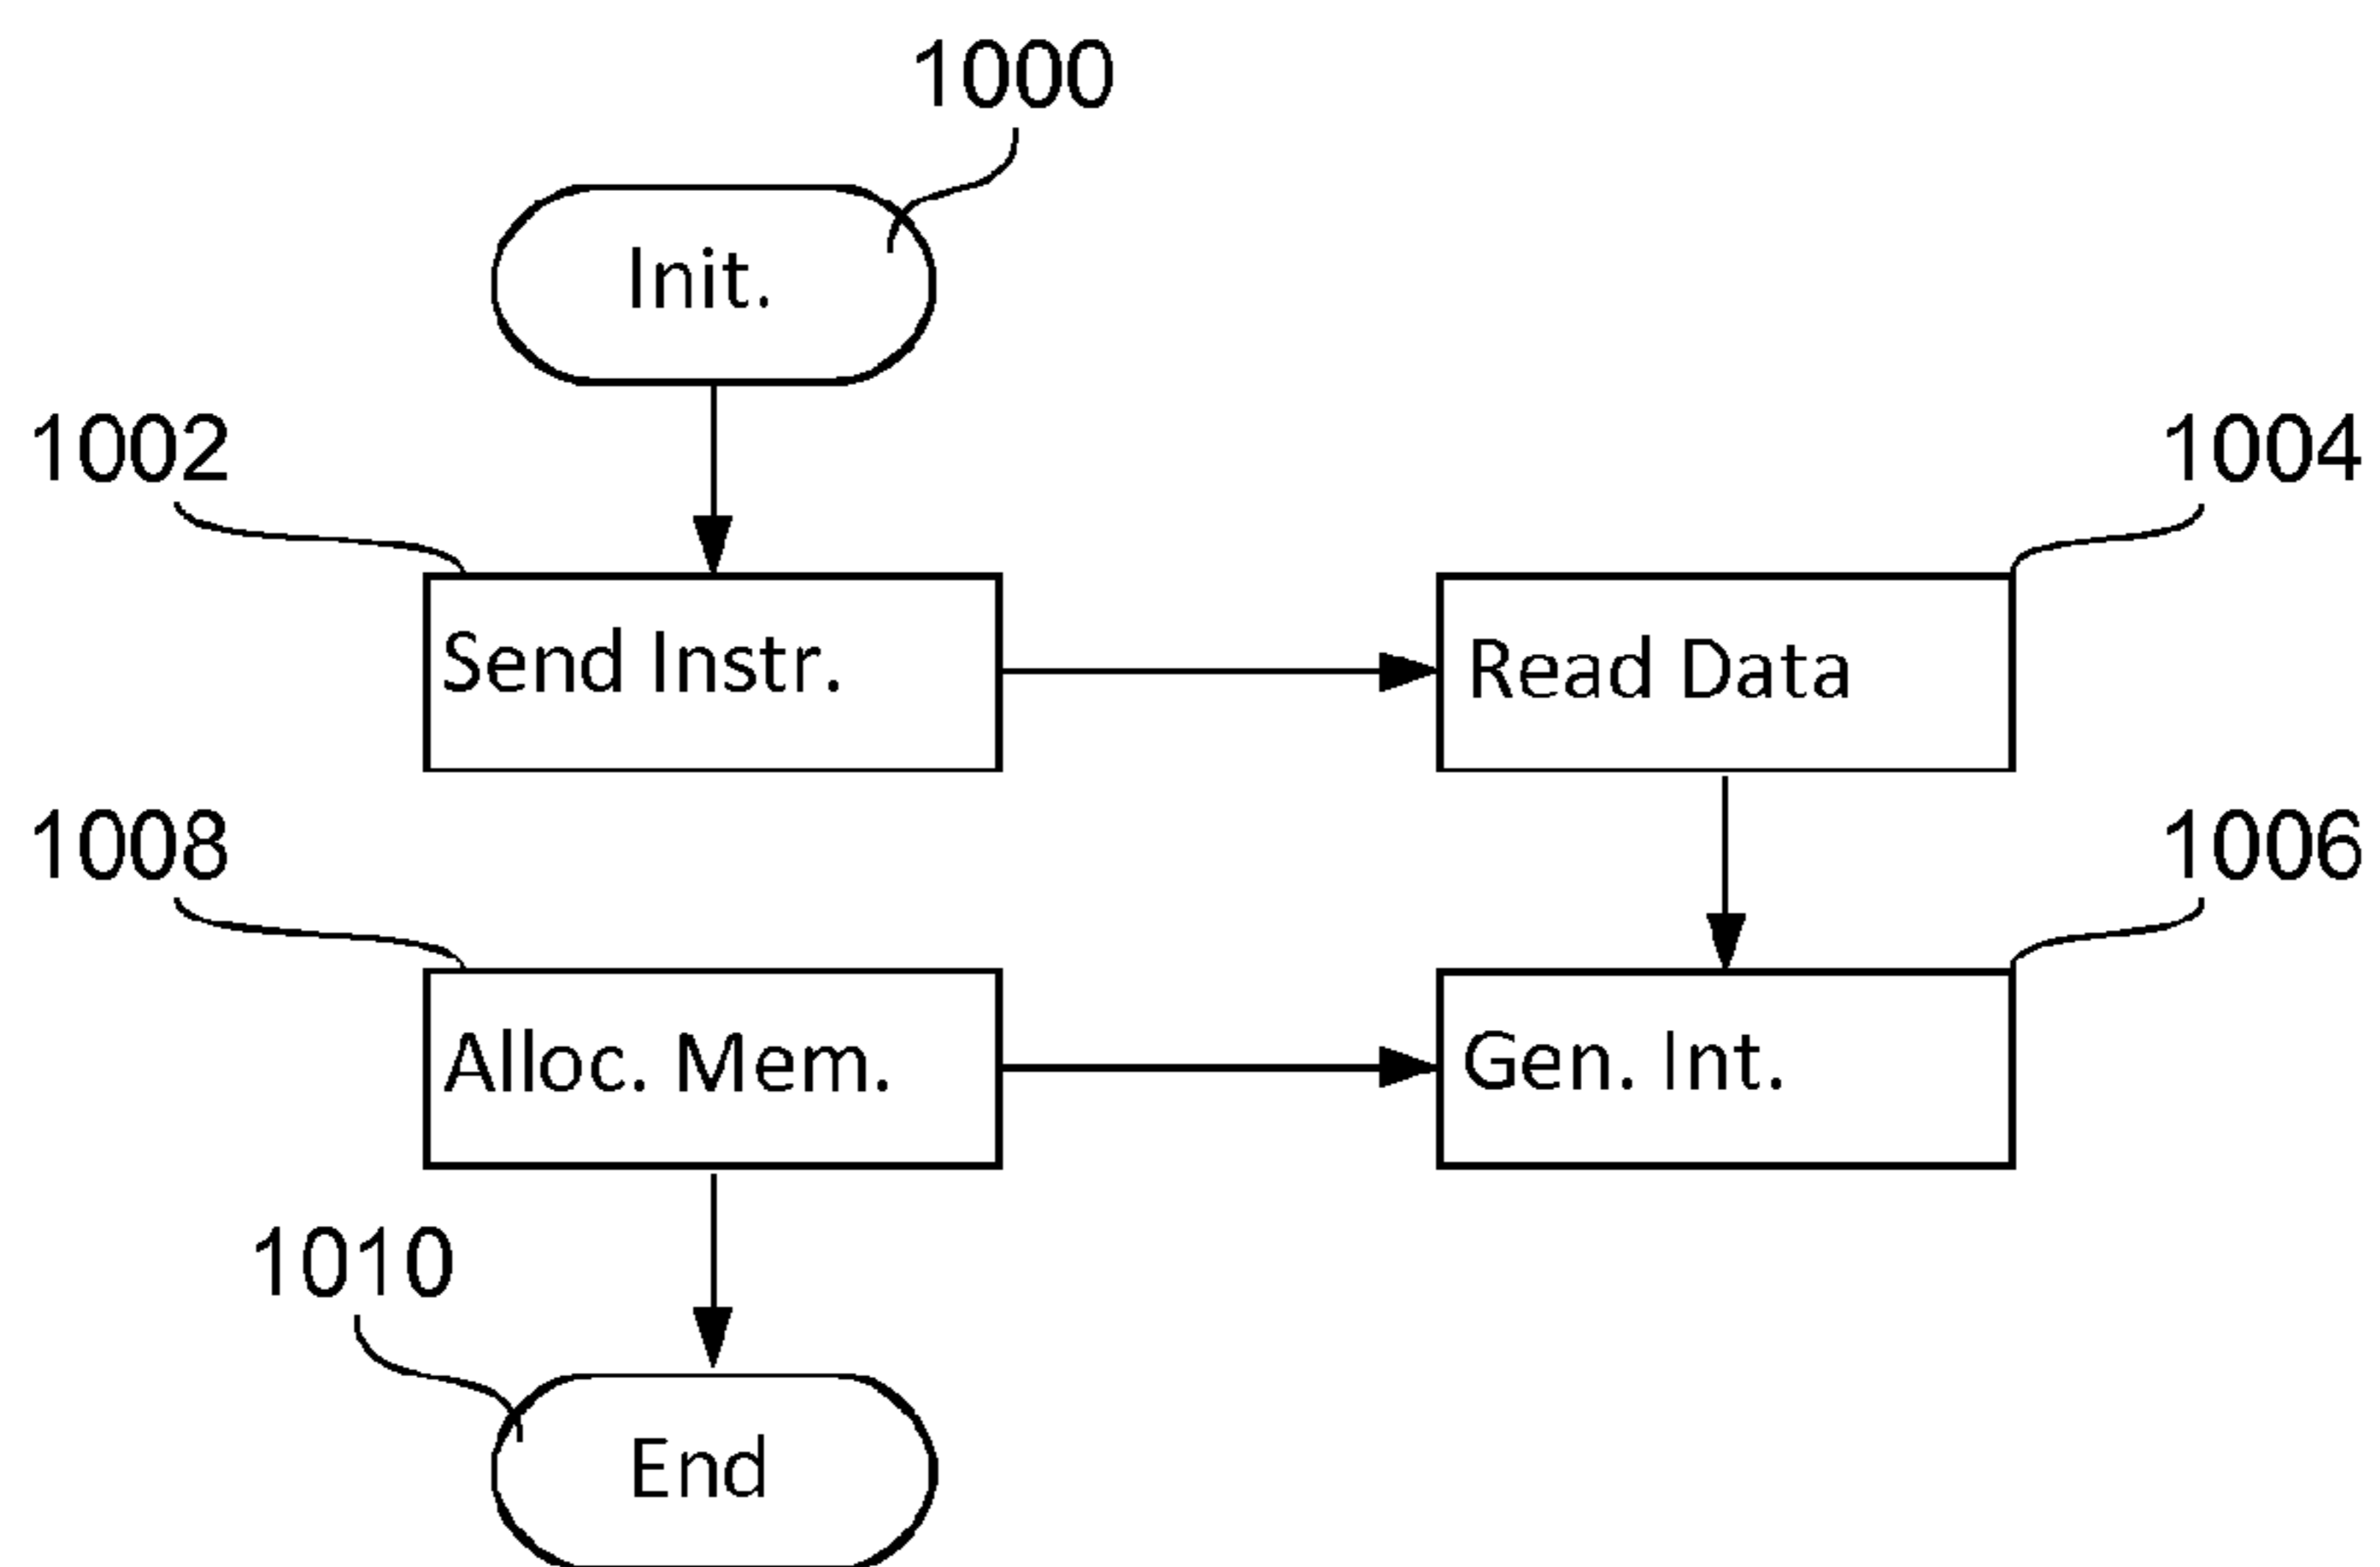 1000
Init.
1002
1004
Send Instr.
Read Data
1008
1006
Alloc. Mem.
Gen. Int.
1010
End